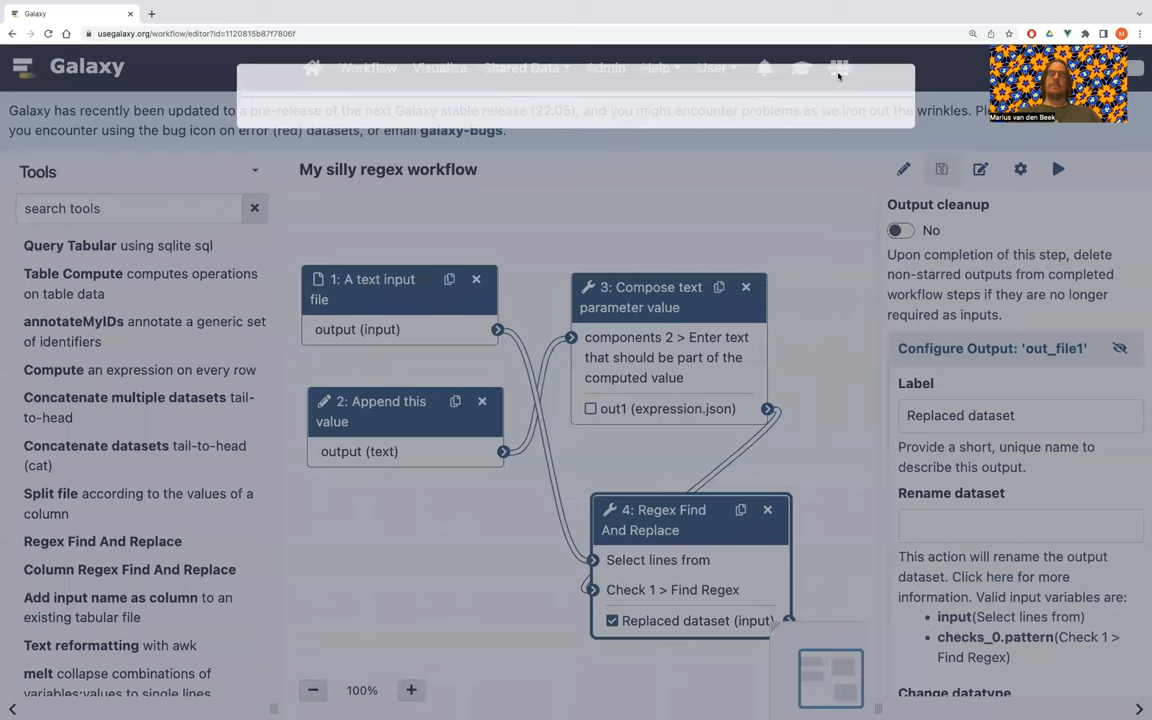 Galaxy
usegalaxy.org/workflow/editor?id=1120815b87f7806f
M
Galaxy
Workflow Visualize Shared Data Admin Help User
Marius van den Beek
Galaxy has recently been updated to a pre-release of the next Galaxy stable release (22.05), and you might encounter problems as we iron out the wrinkles.
you encounter using the bug icon on error (red) datasets, or email galaxy-bugs.
Tools
search tools
Query Tabular using sqlite sql
Table Compute computes operations
on table data
annotateMyIDs annotate a generic set
of identifiers
Compute an expression on every row
Concatenate multiple datasets tail-
to-head
Concatenate datasets tail-to-head
(cat)
Split file according to the values of a
column
Regex Find And Replace
Column Regex Find And Replace
Add input name as column to an
existing tabular file
Text reformatting with awk
melt collapse combinations of
variables:values to single lines
My silly regex workflow
1: A text input
file
output (input)
2: Append this
value
output (text)
3: Compose text
parameter value
components 2 > Enter text
that should be part of the
computed value
out1 (expression.json)
4: Regex Find
And Replace
Select lines from
Check 1 > Find Regex
Replaced dataset (input)
100%
Output cleanup
No
Upon completion of this step, delete
non-starred outputs from completed
workflow steps if they are no longer
required as inputs.
Configure Output: 'out_file1'
Label
Replaced dataset
Provide a short, unique name to
describe this output.
Rename dataset
This action will rename the output
dataset. Click here for more
information. Valid input variables are:
input(Select lines from)
checks_0.pattern(Check 1 >
Find Regex)
Change datatype